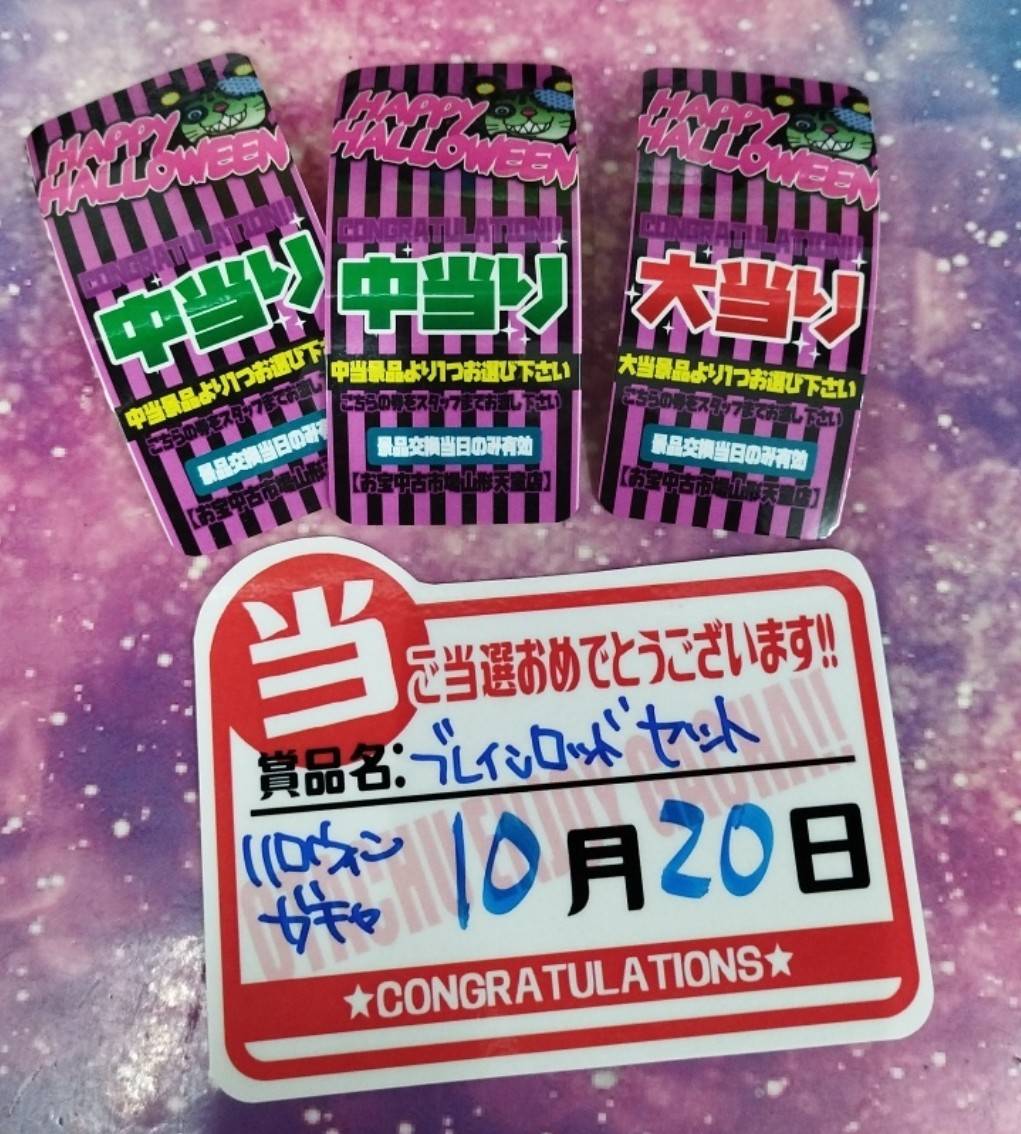 HAPPY
HALLOWEEN
CONGRATULATION!!
中当り
中当景品より1つお選び下
こちらの券をスタッフまでお渡し
景品交換当日のみ有
【お宝中古市場山形天童
HAPPY
HALLOWEEN
CONGRATULATION!!
中当り
中当景品より1つお選び下さい
こちらの券をスタッフまでお渡し下さい
景品交換当日のみ有効
【お宝中古市場山形天童店】
HAPPY
HALLOWEEN
CONGRATULATION!!
大当り
大当景品より1つお選び下さい
こちらの券をスタッフまでお渡し下さい
景品交換当日のみ有効
【お宝中古市場山形天童店】
当
ご当選おめでとうございます!!
賞品名:ブレインロッド セット
ハロウィン
ガチャ
10月20日
★CONGRATULATIONS★